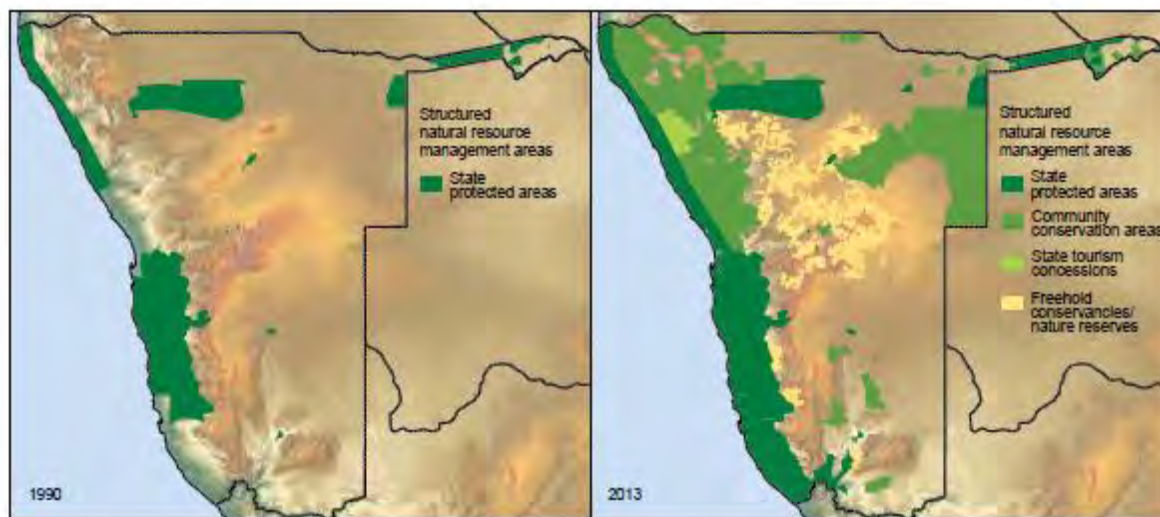 Structured
natural resource
management areas
State
protected areas
1990
Structured
natural resource
management areas
State
protected areas
Community
conservation areas
State tourism
concessions
Freehold
conservancies/
nature reserves
2013